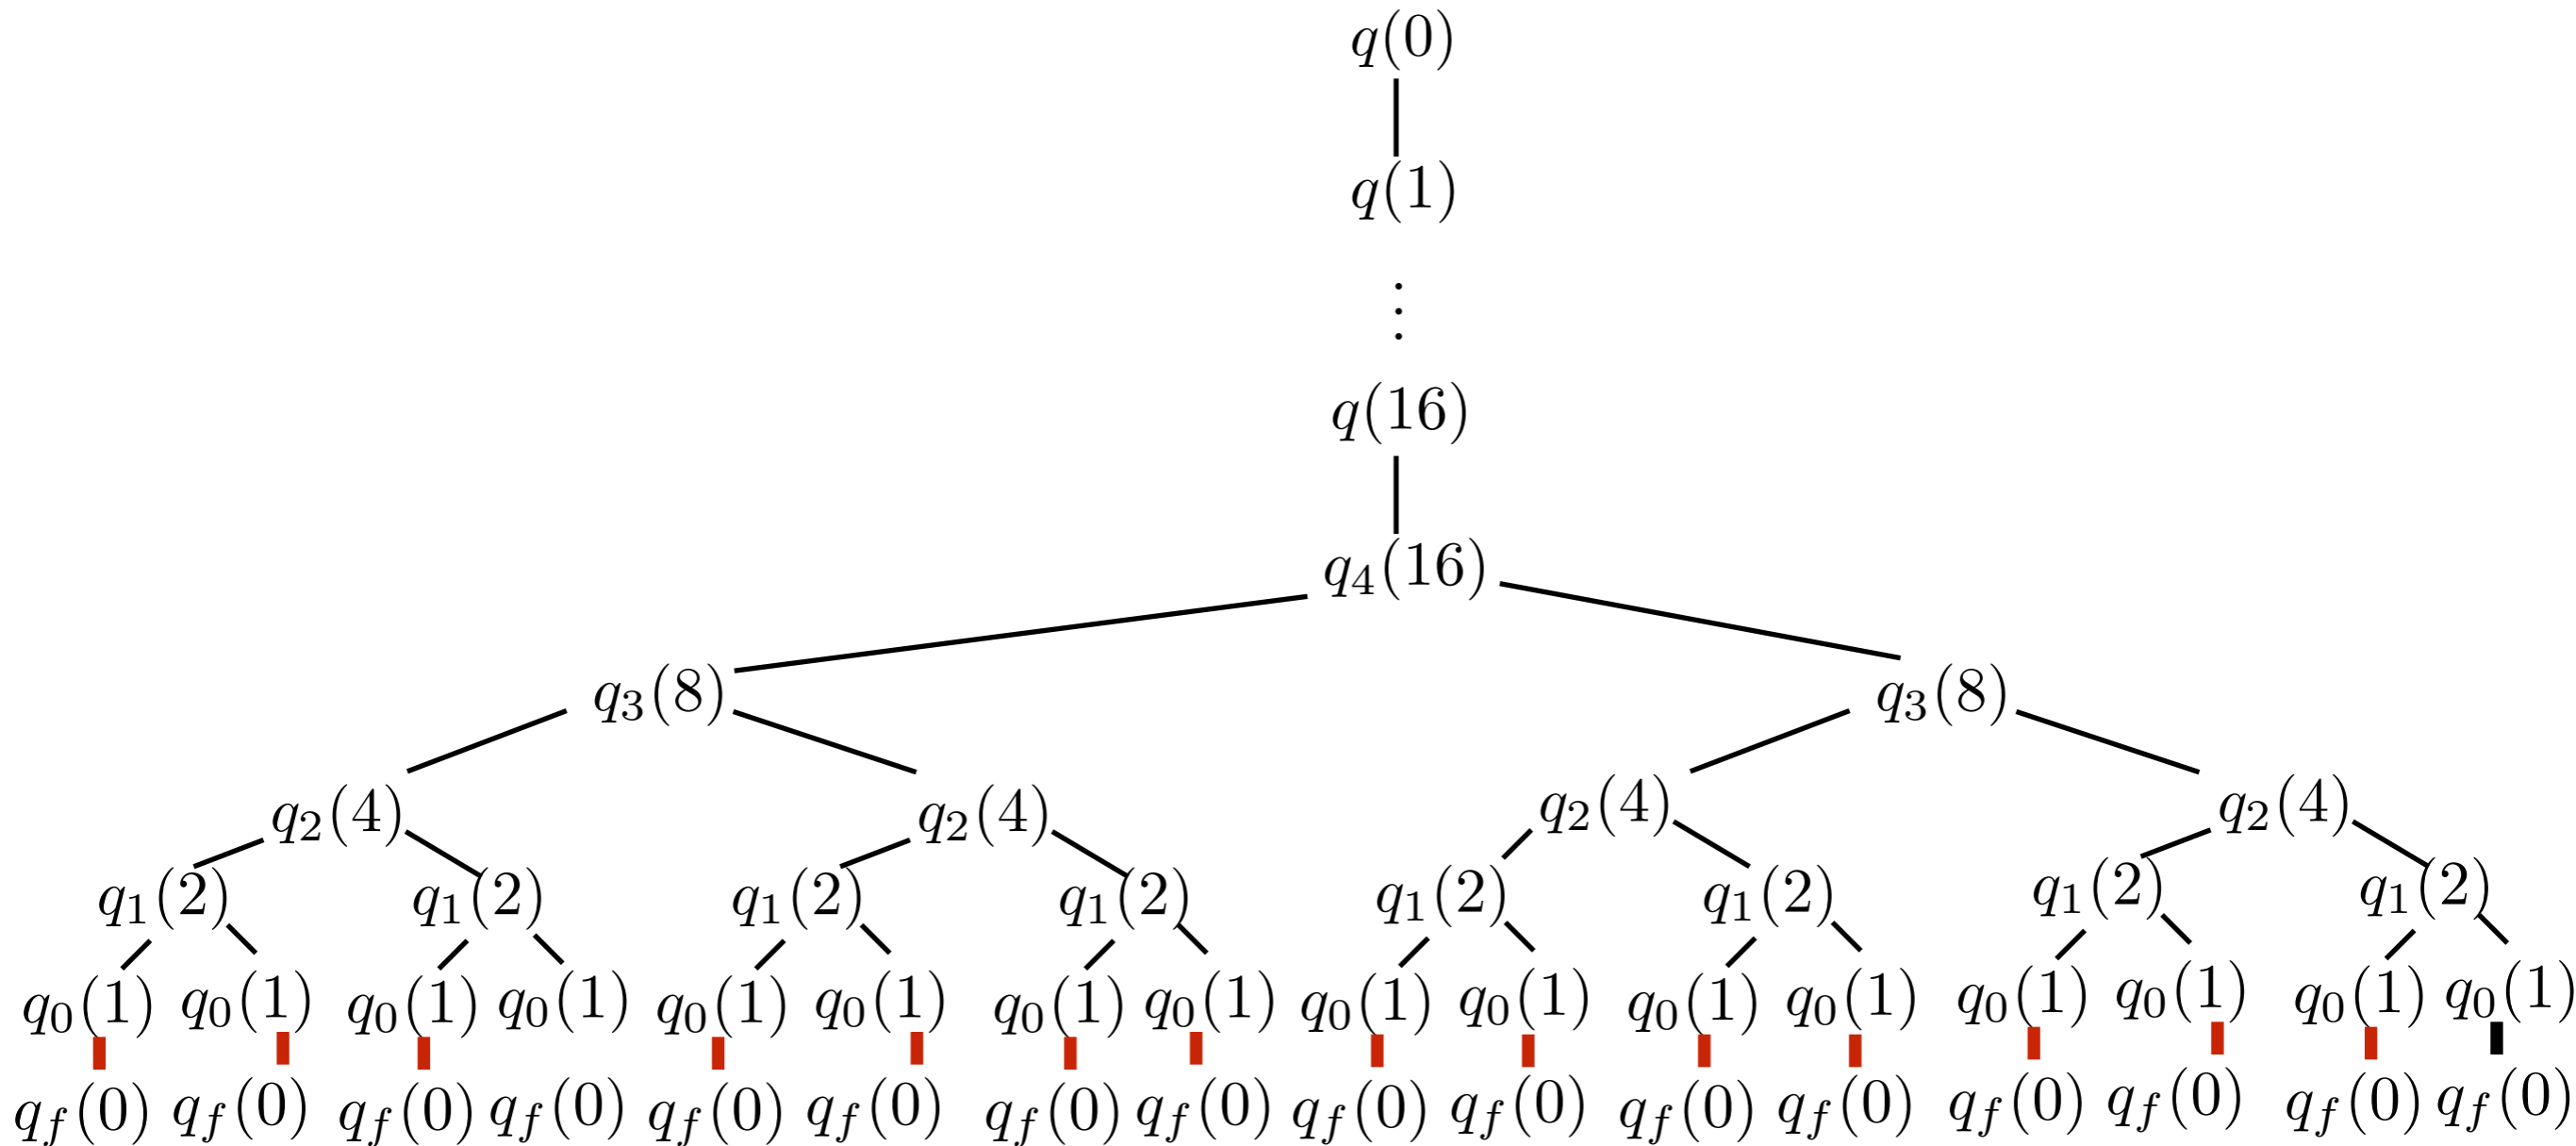 q(0)
q(1)
⋮
q(16)
q₄(16)
q₃(8) q₃(8)
q₂(4) q₂(4) q₂(4) q₂(4)
q₁(2) q₁(2) q₁(2) q₁(2) q₁(2) q₁(2) q₁(2) q₁(2)
q₀(1) q₀(1) q₀(1) q₀(1) q₀(1) q₀(1) q₀(1) q₀(1) q₀(1) q₀(1) q₀(1) q₀(1) q₀(1) q₀(1) q₀(1) q₀(1)
q_f(0) q_f(0) q_f(0) q_f(0) q_f(0) q_f(0) q_f(0) q_f(0) q_f(0) q_f(0) q_f(0) q_f(0) q_f(0) q_f(0) q_f(0) q_f(0)